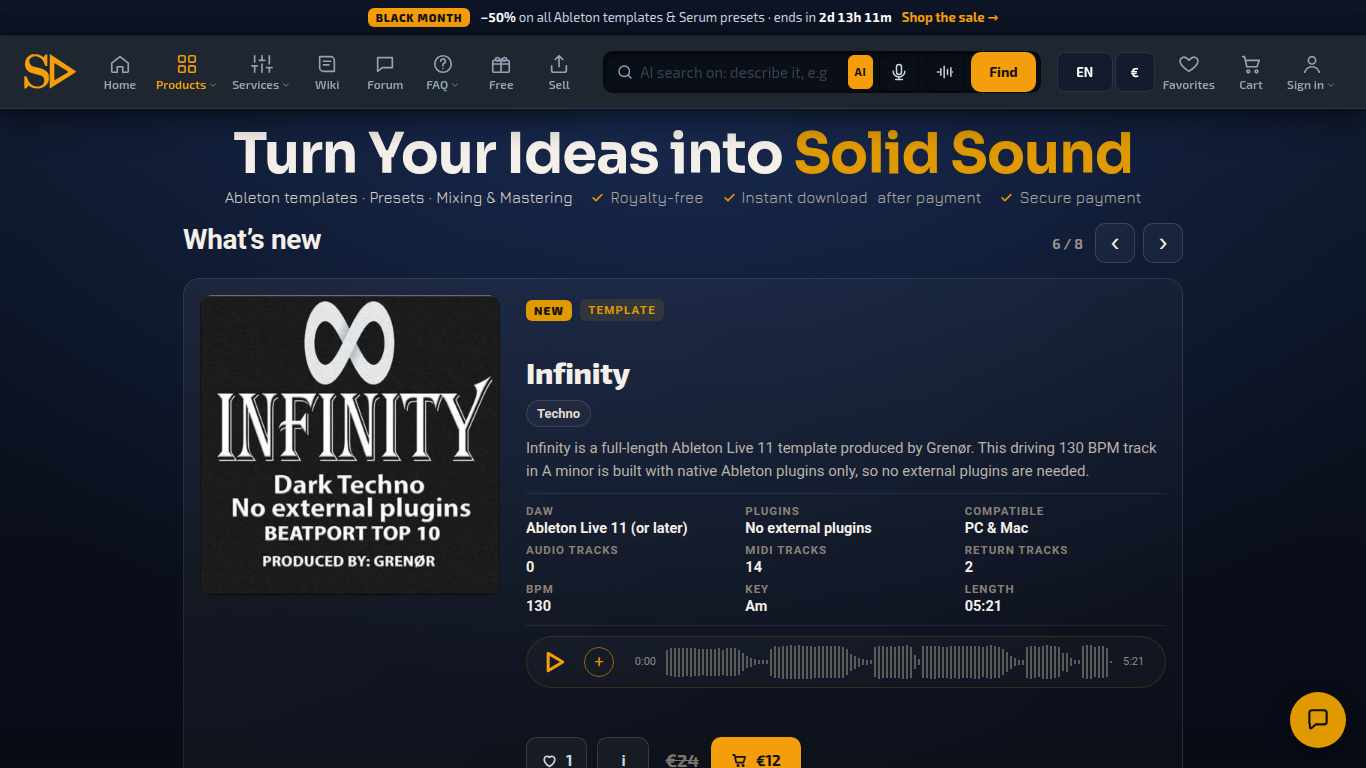 BLACK MONTH −50% on all Ableton templates & Serum presets · ends in 2d 13h 11m Shop the sale →
Home Products Services Wiki Forum FAQ Free Sell AI search on: describe it, e.g AI Find EN € Favorites Cart Sign in
Turn Your Ideas into Solid Sound
Ableton templates · Presets · Mixing & Mastering ✓ Royalty-free ✓ Instant download after payment ✓ Secure payment
What's new 6 / 8 ‹ ›
INFINITY
Dark Techno
No external plugins
BEATPORT TOP 10
PRODUCED BY: GRENØR
NEW TEMPLATE
Infinity
Techno
Infinity is a full-length Ableton Live 11 template produced by Grenør. This driving 130 BPM track
in A minor is built with native Ableton plugins only, so no external plugins are needed.
DAW PLUGINS COMPATIBLE
Ableton Live 11 (or later) No external plugins PC & Mac
AUDIO TRACKS MIDI TRACKS RETURN TRACKS
0 14 2
BPM KEY LENGTH
130 Am 05:21
+ 0:00 5:21
1 i €24 €12